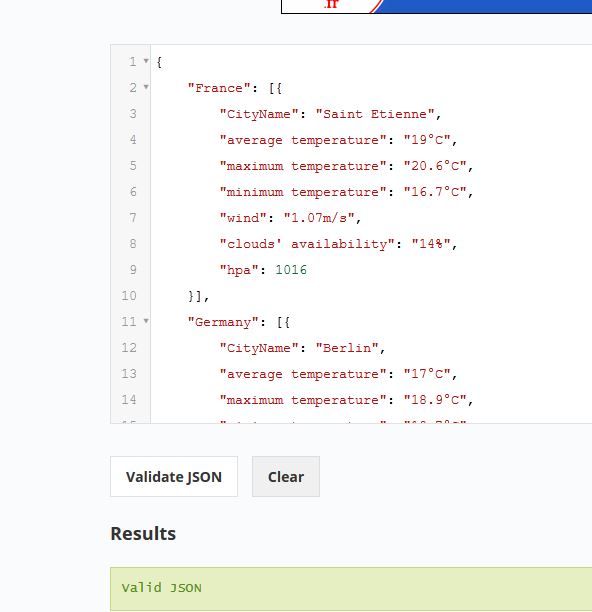 .fr
1 {
2 "France": [{
3 "CityName": "Saint Etienne",
4 "average temperature": "19°C",
5 "maximum temperature": "20.6°C",
6 "minimum temperature": "16.7°C",
7 "wind": "1.07m/s",
8 "clouds' availability": "14%",
9 "hpa": 1016
10 }],
11 "Germany": [{
12 "CityName": "Berlin",
13 "average temperature": "17°C",
14 "maximum temperature": "18.9°C",
Validate JSON Clear
Results
Valid JSON